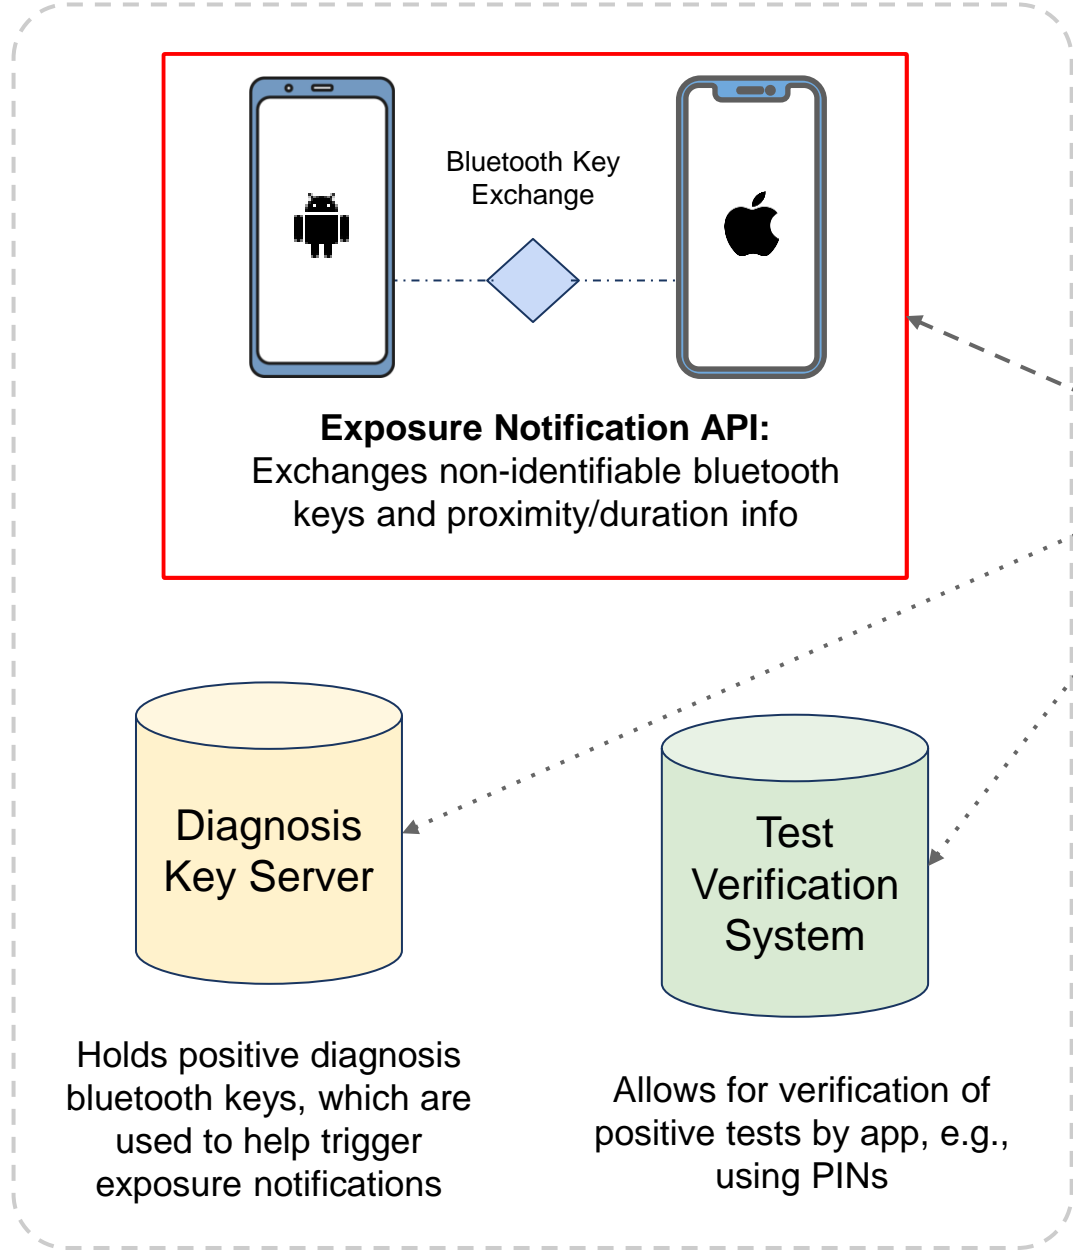 Bluetooth Key
Exchange
Exposure Notification API:
Exchanges non-identifiable bluetooth
keys and proximity/duration info
Diagnosis
Key Server
Test
Verification
System
Holds positive diagnosis
bluetooth keys, which are
used to help trigger
exposure notifications
Allows for verification of
positive tests by app, e.g.,
using PINs